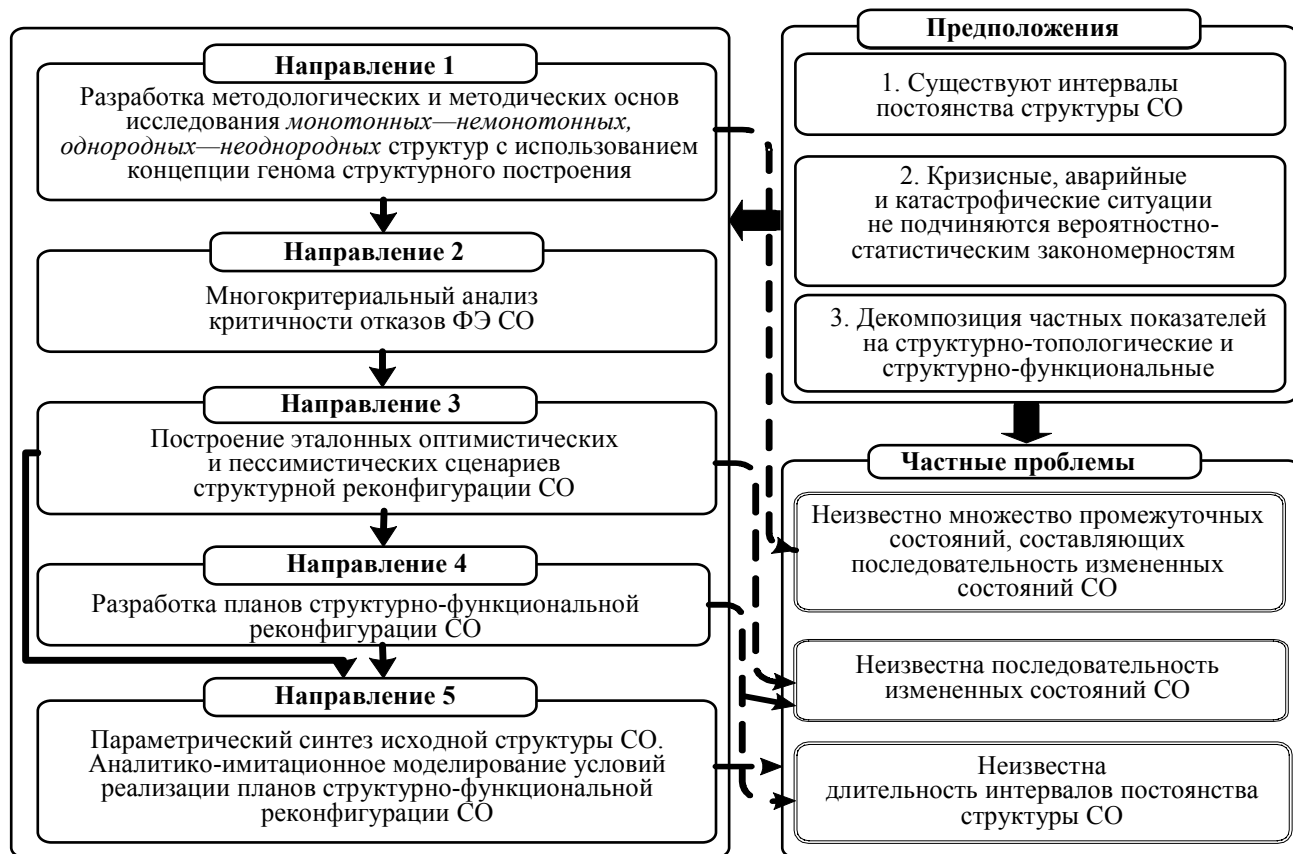 Направление 1
Разработка методологических и методических основ
исследования монотонных—немонотонных,
однородных—неоднородных структур с использованием
концепции генома структурного построения
Направление 2
Многокритериальный анализ
критичности отказов ФЭ СО
Направление 3
Построение эталонных оптимистических
и пессимистических сценариев
структурной реконфигурации СО
Направление 4
Разработка планов структурно-функциональной
реконфигурации СО
Направление 5
Параметрический синтез исходной структуры СО.
Аналитико-имитационное моделирование условий
реализации планов структурно-функциональной
реконфигурации СО
Предположения
1. Существуют интервалы
постоянства структуры СО
2. Кризисные, аварийные
и катастрофические ситуации
не подчиняются вероятностно-
статистическим закономерностям
3. Декомпозиция частных показателей
на структурно-топологические и
структурно-функциональные
Частные проблемы
Неизвестно множество промежуточных
состояний, составляющих
последовательность измененных
состояний СО
Неизвестна последовательность
измененных состояний СО
Неизвестна
длительность интервалов постоянства
структуры СО